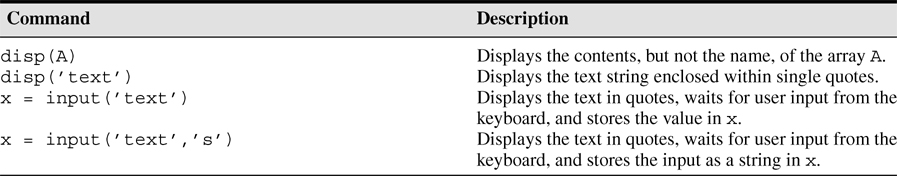 Command Description
disp(A) Displays the contents, but not the name, of the array A.
disp('text') Displays the text string enclosed within single quotes.
x = input('text') Displays the text in quotes, waits for user input from the
keyboard, and stores the value in x.
x = input('text','s') Displays the text in quotes, waits for user input from the
keyboard, and stores the input as a string in x.